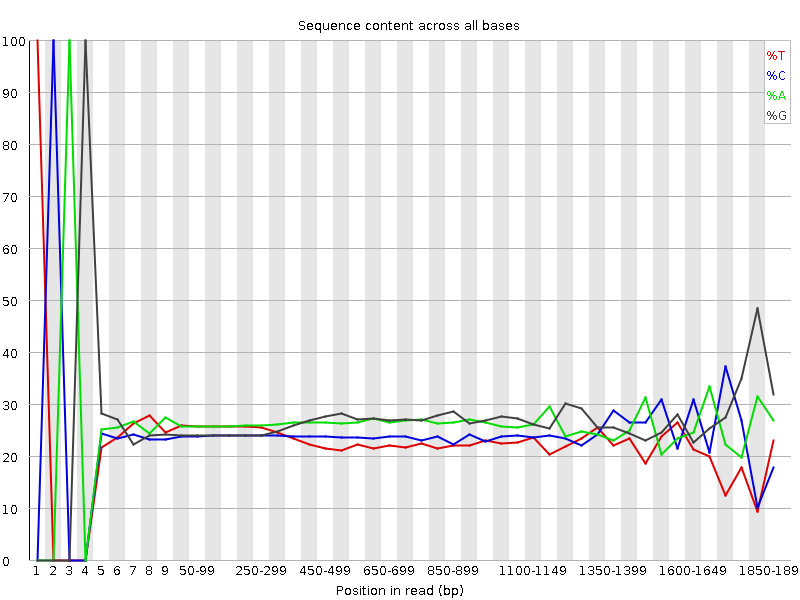 Sequence content across all bases
%T
%C
%A
%G
100
90
80
70
60
50
40
30
20
10
0
1 2 3 4 5 6 7 8 9 50-99 250-299 450-499 650-699 850-899 1100-1149 1350-1399 1600-1649 1850-189
Position in read (bp)